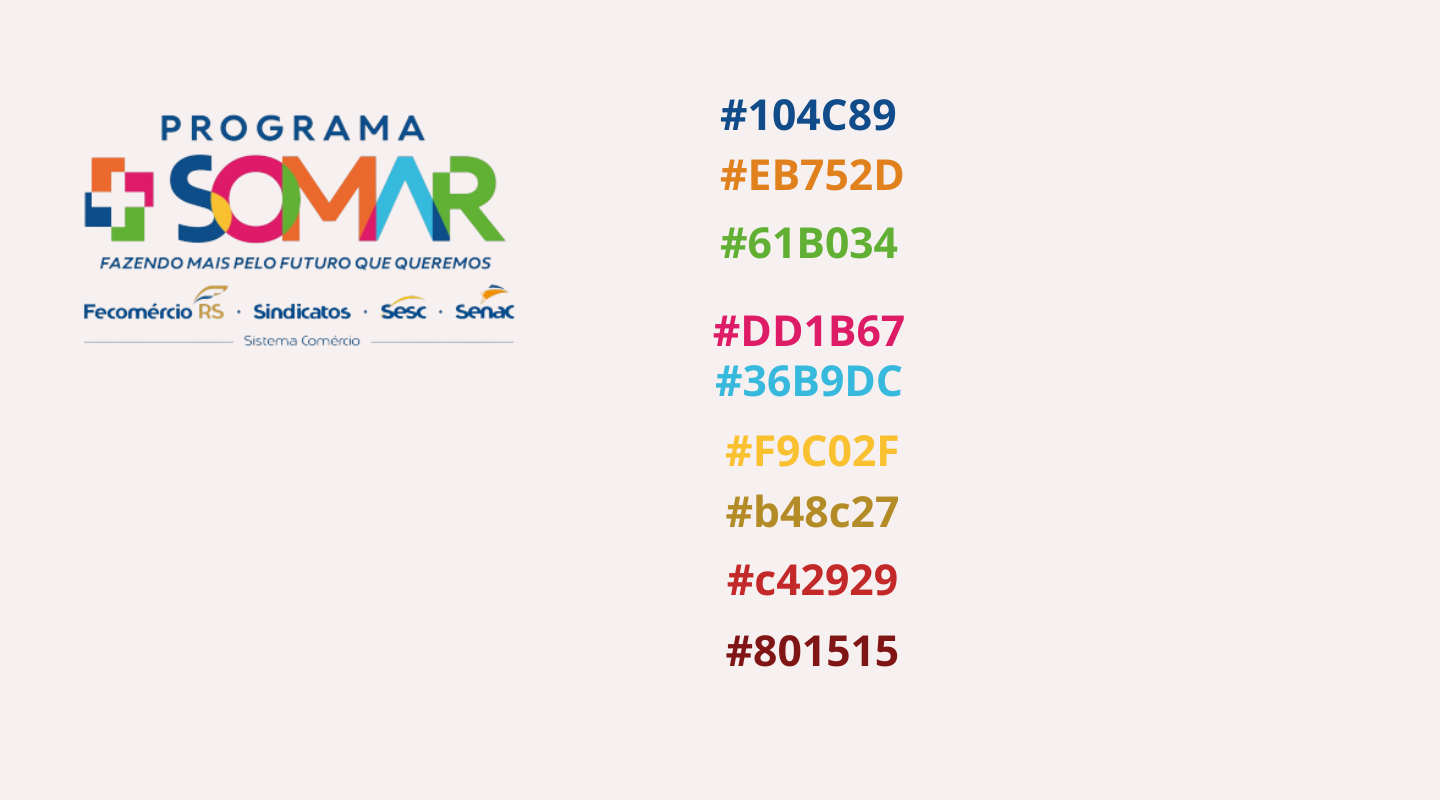 PROGRAMA
SOMAR
FAZENDO MAIS PELO FUTURO QUE QUEREMOS
Fecomércio RS · Sindicatos · Sesc · Senac
Sistema Comércio
#104C89
#EB752D
#61B034
#DD1B67
#36B9DC
#F9C02F
#b48c27
#c42929
#801515